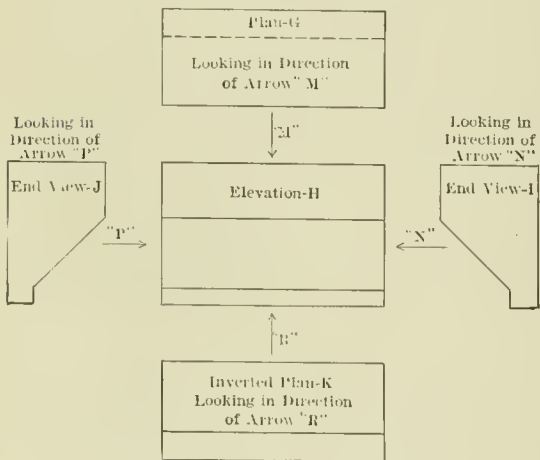 Plan-G
Looking in Direction
of Arrow "M"
"M"
Looking in
Direction of
Arrow "P"
End View-J
"P"
Elevation-H
Looking in
Direction of
Arrow "N"
End View-I
"N"
"R"
Inverted Plan-K
Looking in Direction
of Arrow "R"